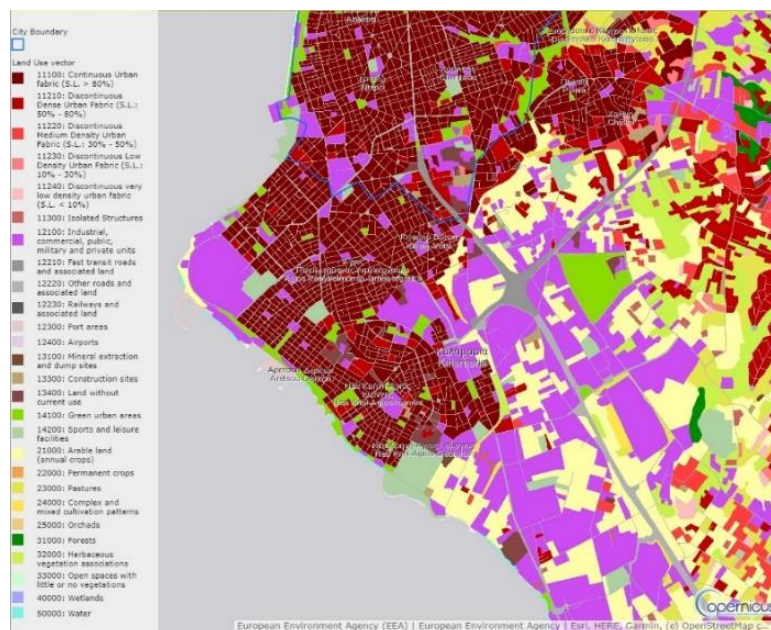 City Boundary
Land Use vector
11100: Continuous Urban
fabric (S.L. > 80%)
11210: Discontinuous
Dense Urban Fabric (S.L.:
50% - 80%)
11220: Discontinuous
Medium Density Urban
Fabric (S.L.: 30% - 50%)
11230: Discontinuous Low
Density Urban Fabric (S.L.:
10% - 30%)
11240: Discontinuous very
low density urban fabric
(S.L. < 10%)
11300: Isolated Structures
12100: Industrial,
commercial, public,
military and private units
12210: Fast transit roads
and associated land
12220: Other roads and
associated land
12230: Railways and
associated land
12300: Port areas
12400: Airports
13100: Mineral extraction
and dump sites
13300: Construction sites
13400: Land without
current use
14100: Green urban areas
14200: Sports and leisure
facilities
21000: Arable land
(annual crops)
22000: Permanent crops
23000: Pastures
24000: Complex and
mixed cultivation patterns
25000: Orchads
31000: Forests
32000: Herbaceous
vegetation associations
33000: Open spaces with
little or no vegetations
40000: Wetlands
50000: Water
Καλαμαριά
Kalamaria
opernicus
European Environment Agency (EEA) | European Environment Agency | Esri, HERE, Garmin, (c) OpenStreetMap c...